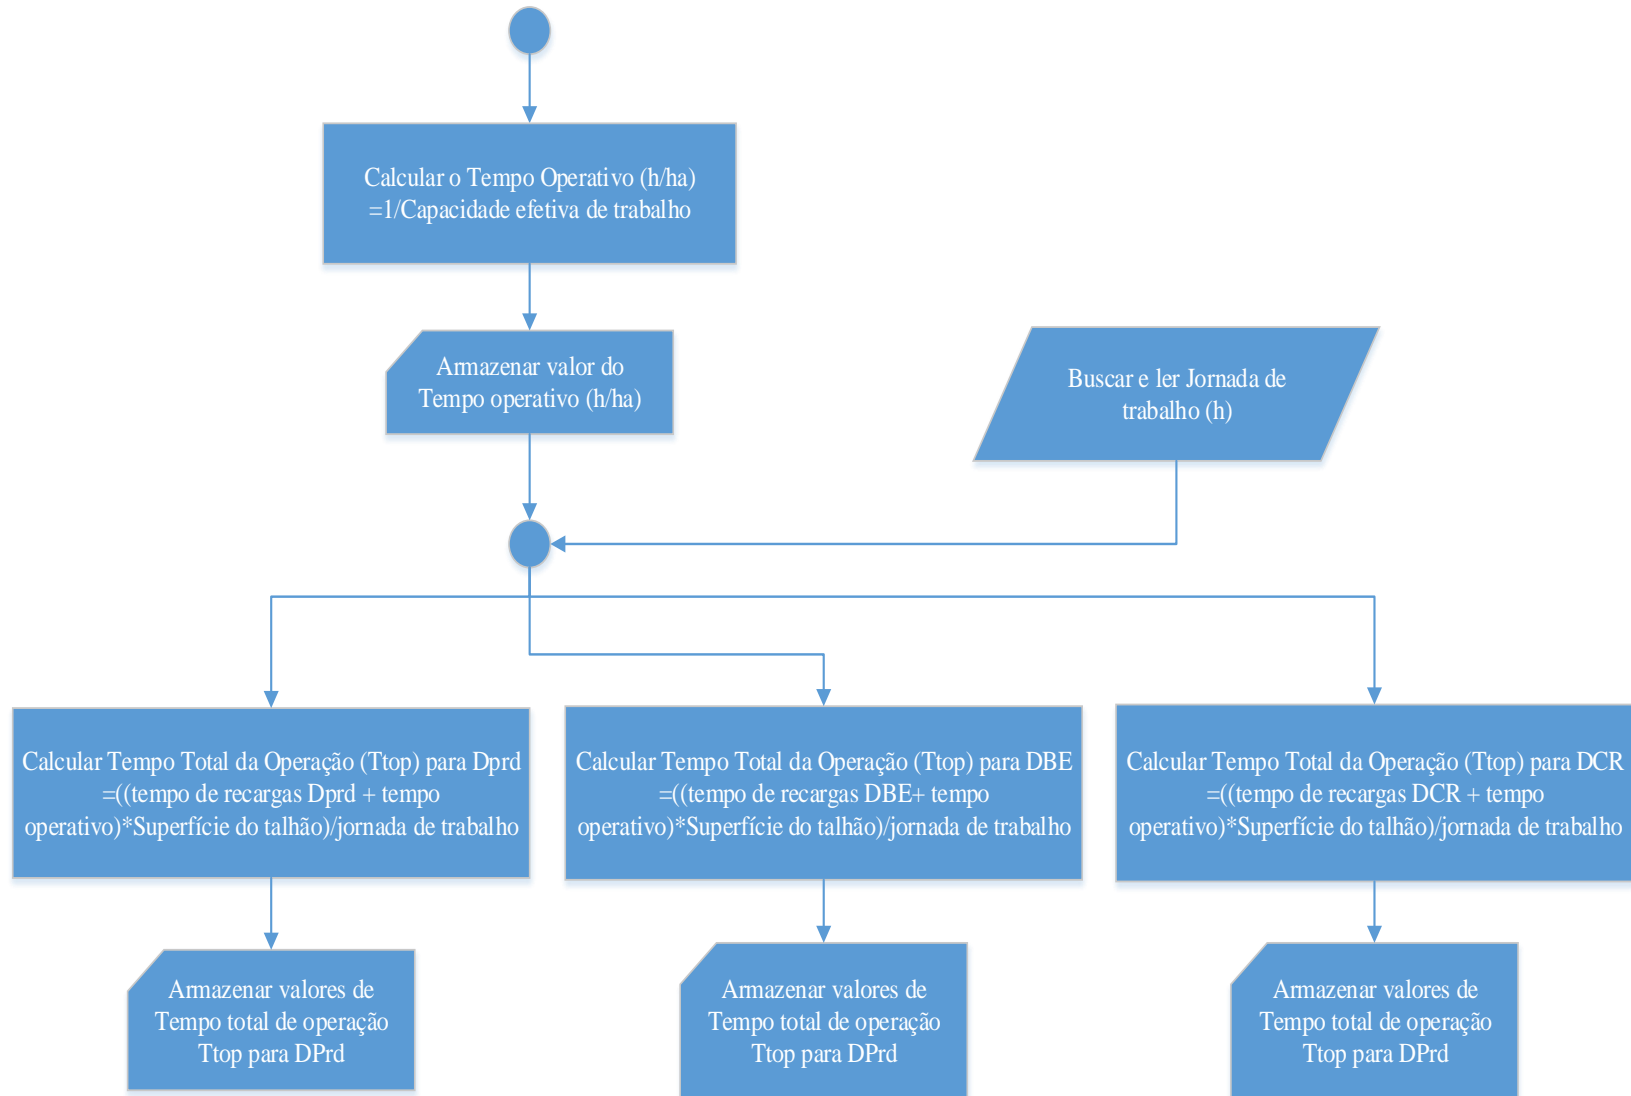 Calcular o Tempo Operativo (h/ha)
=1/Capacidade efetiva de trabalho
Armazenar valor do
Tempo operativo (h/ha)
Buscar e ler Jornada de
trabalho (h)
Calcular Tempo Total da Operação (Ttop) para Dprd
=((tempo de recargas Dprd + tempo
operativo)*Superfície do talhão)/jornada de trabalho
Calcular Tempo Total da Operação (Ttop) para DBE
=((tempo de recargas DBE+ tempo
operativo)*Superfície do talhão)/jornada de trabalho
Calcular Tempo Total da Operação (Ttop) para DCR
=((tempo de recargas DCR + tempo
operativo)*Superfície do talhão)/jornada de trabalho
Armazenar valores de
Tempo total de operação
Ttop para DPrd
Armazenar valores de
Tempo total de operação
Ttop para DPrd
Armazenar valores de
Tempo total de operação
Ttop para DPrd